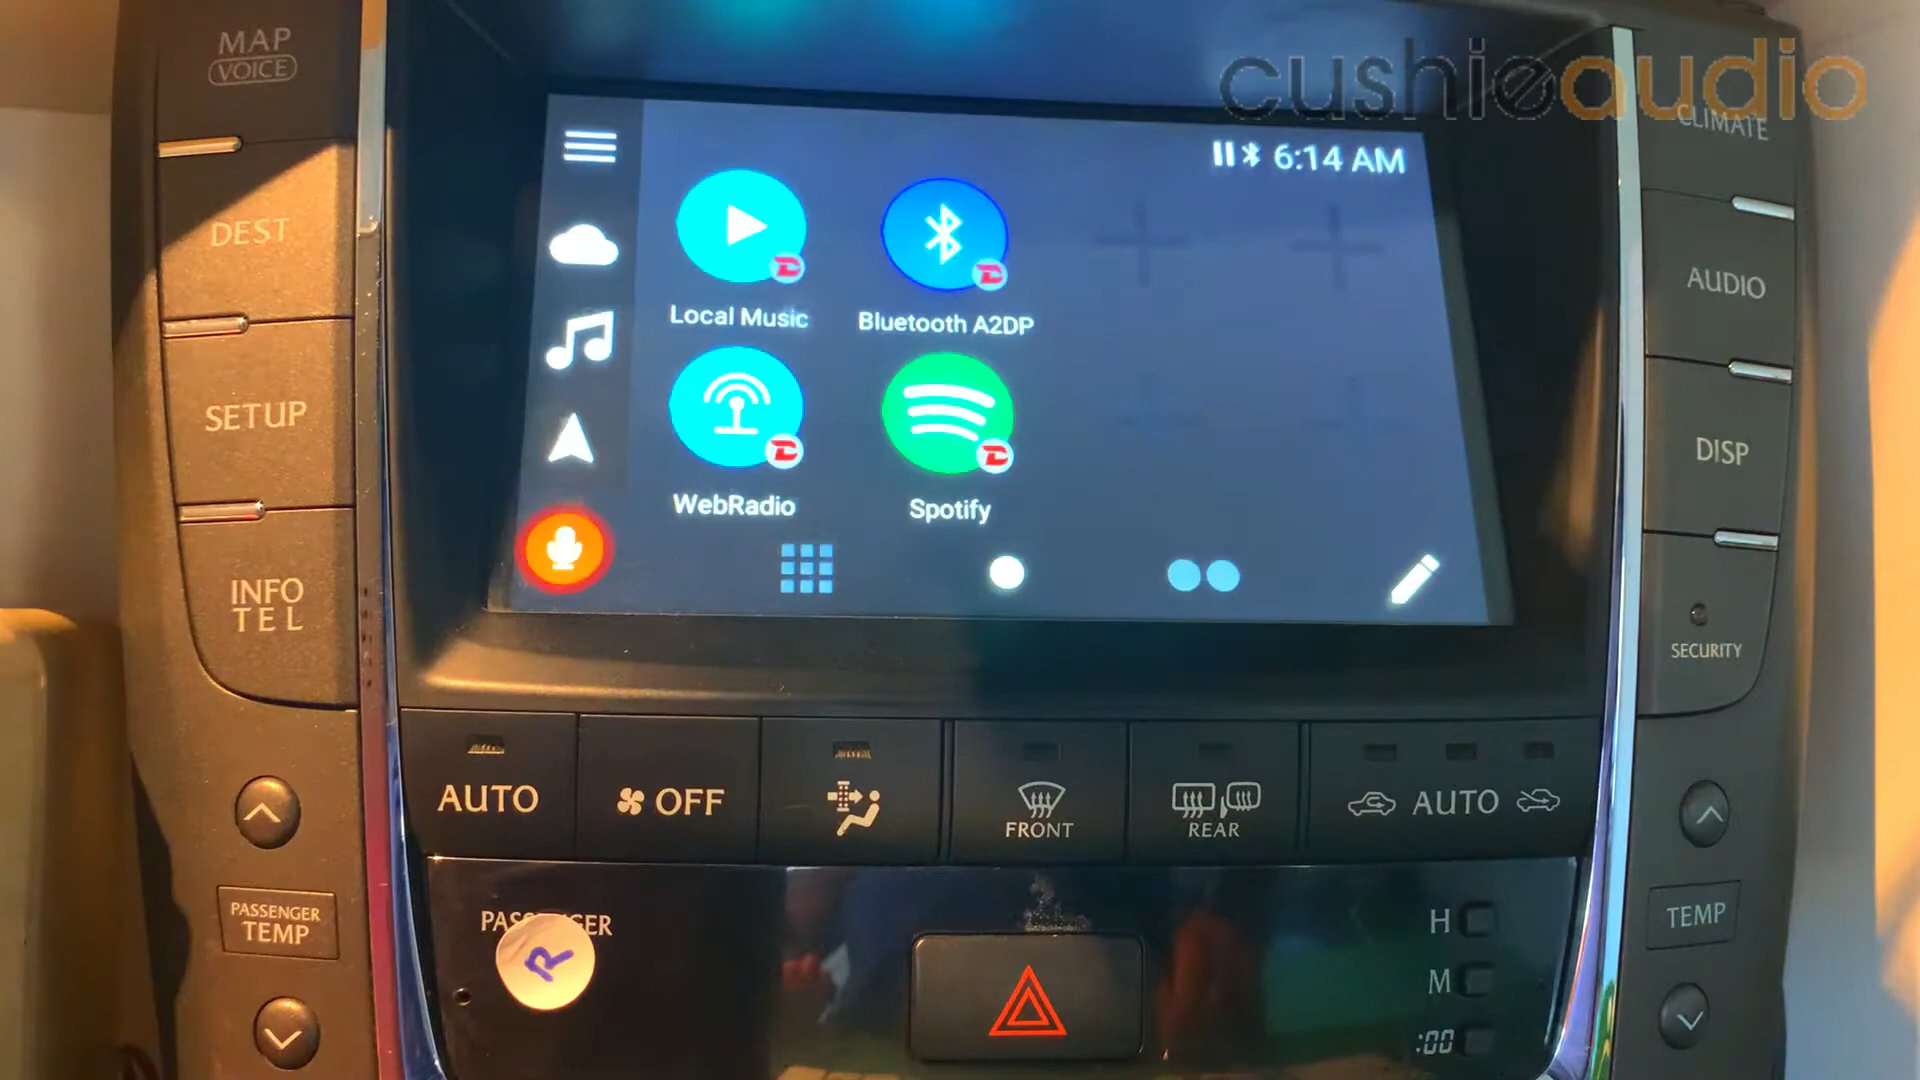 cushieaudio
MAP
VOICE
DEST
SETUP
INFO
TEL
6:14 AM
Local Music
Bluetooth A2DP
WebRadio
Spotify
CLIMATE
AUDIO
DISP
SECURITY
AUTO
OFF
FRONT
REAR
AUTO
PASSENGER
TEMP
PASSENGER
R
H
M
:00
TEMP